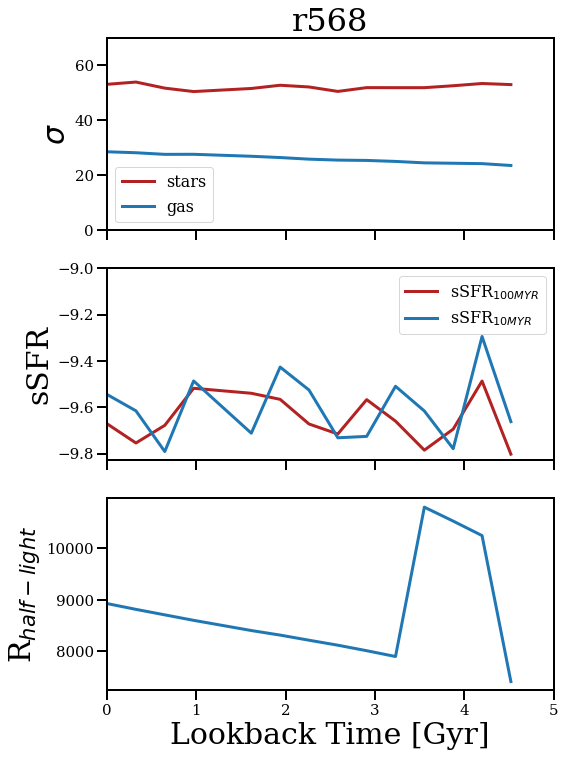 r568
60
40
20
0
σ
stars
gas
−9.0
−9.2
−9.4
−9.6
−9.8
sSFR
sSFR100MYR
sSFR10MYR
10000
9000
8000
Rhalf−light
0 1 2 3 4 5
Lookback Time [Gyr]